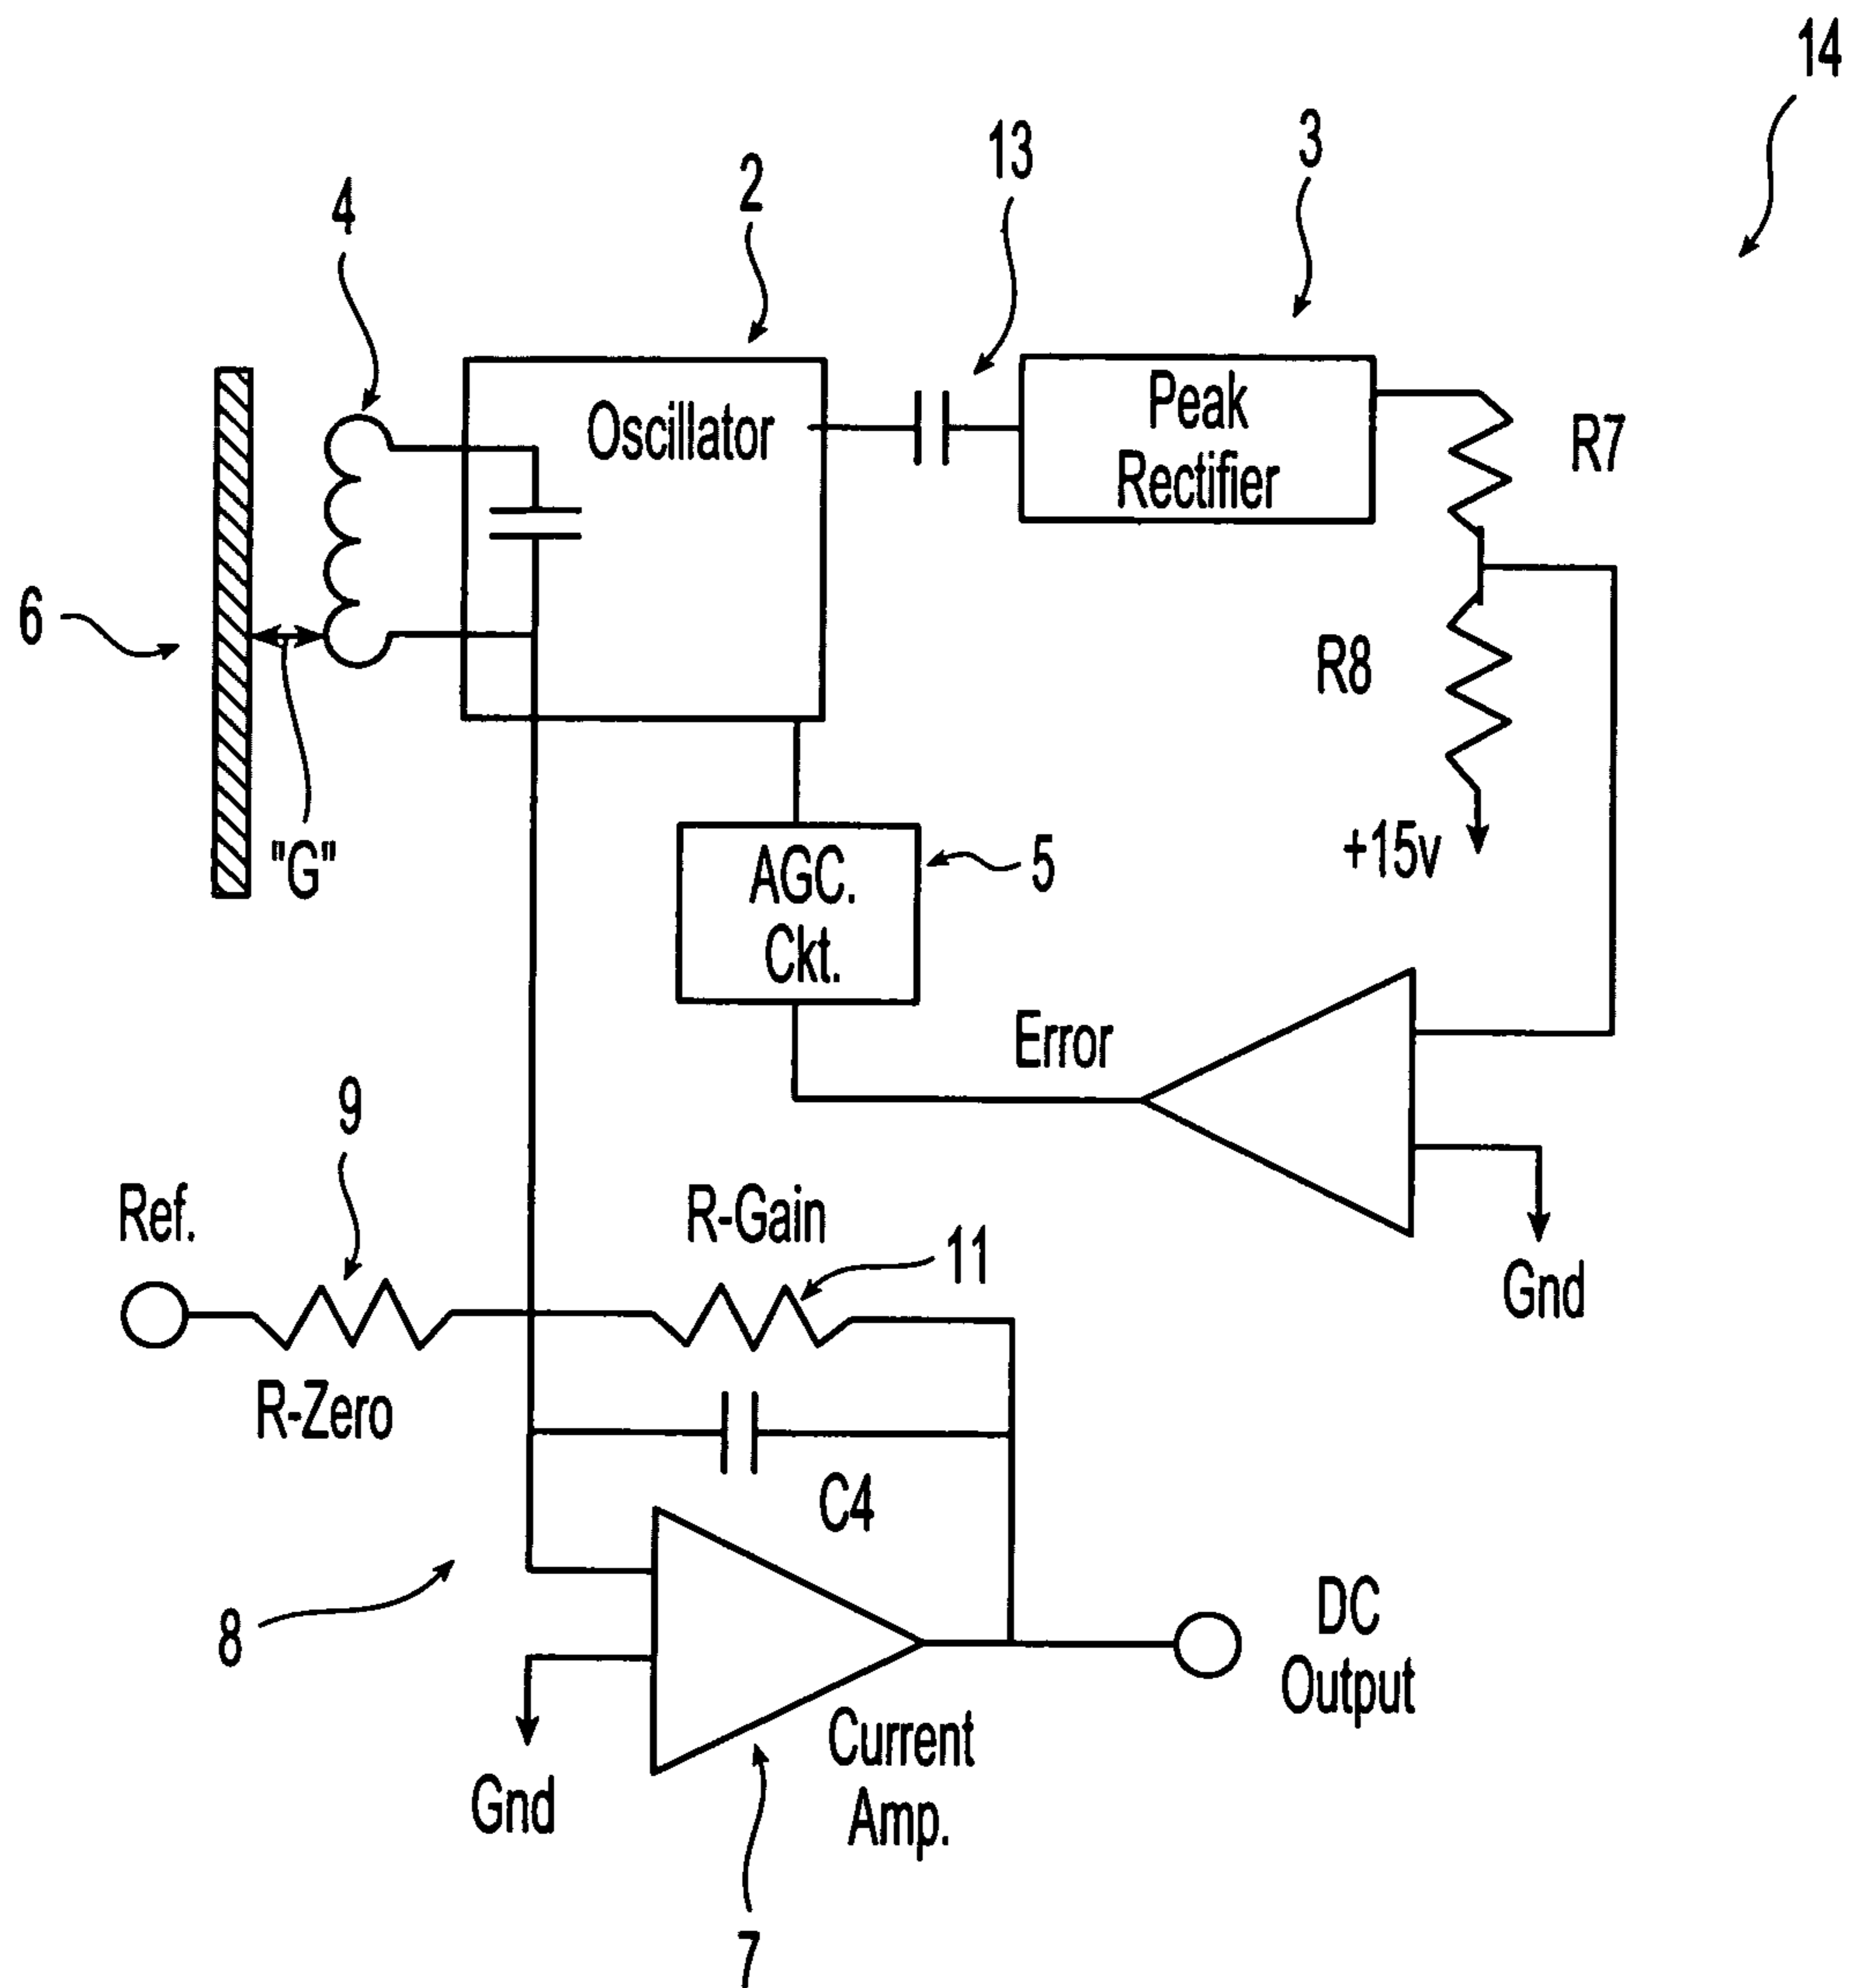 14
3
13
2
4
Oscillator
Peak
Rectifier
R7
6
R8
"G"
+15v
AGC.
Ckt.
5
Error
9
Ref.
R-Gain
11
Gnd
R-Zero
C4
8
DC
Output
Current
Amp.
Gnd
7